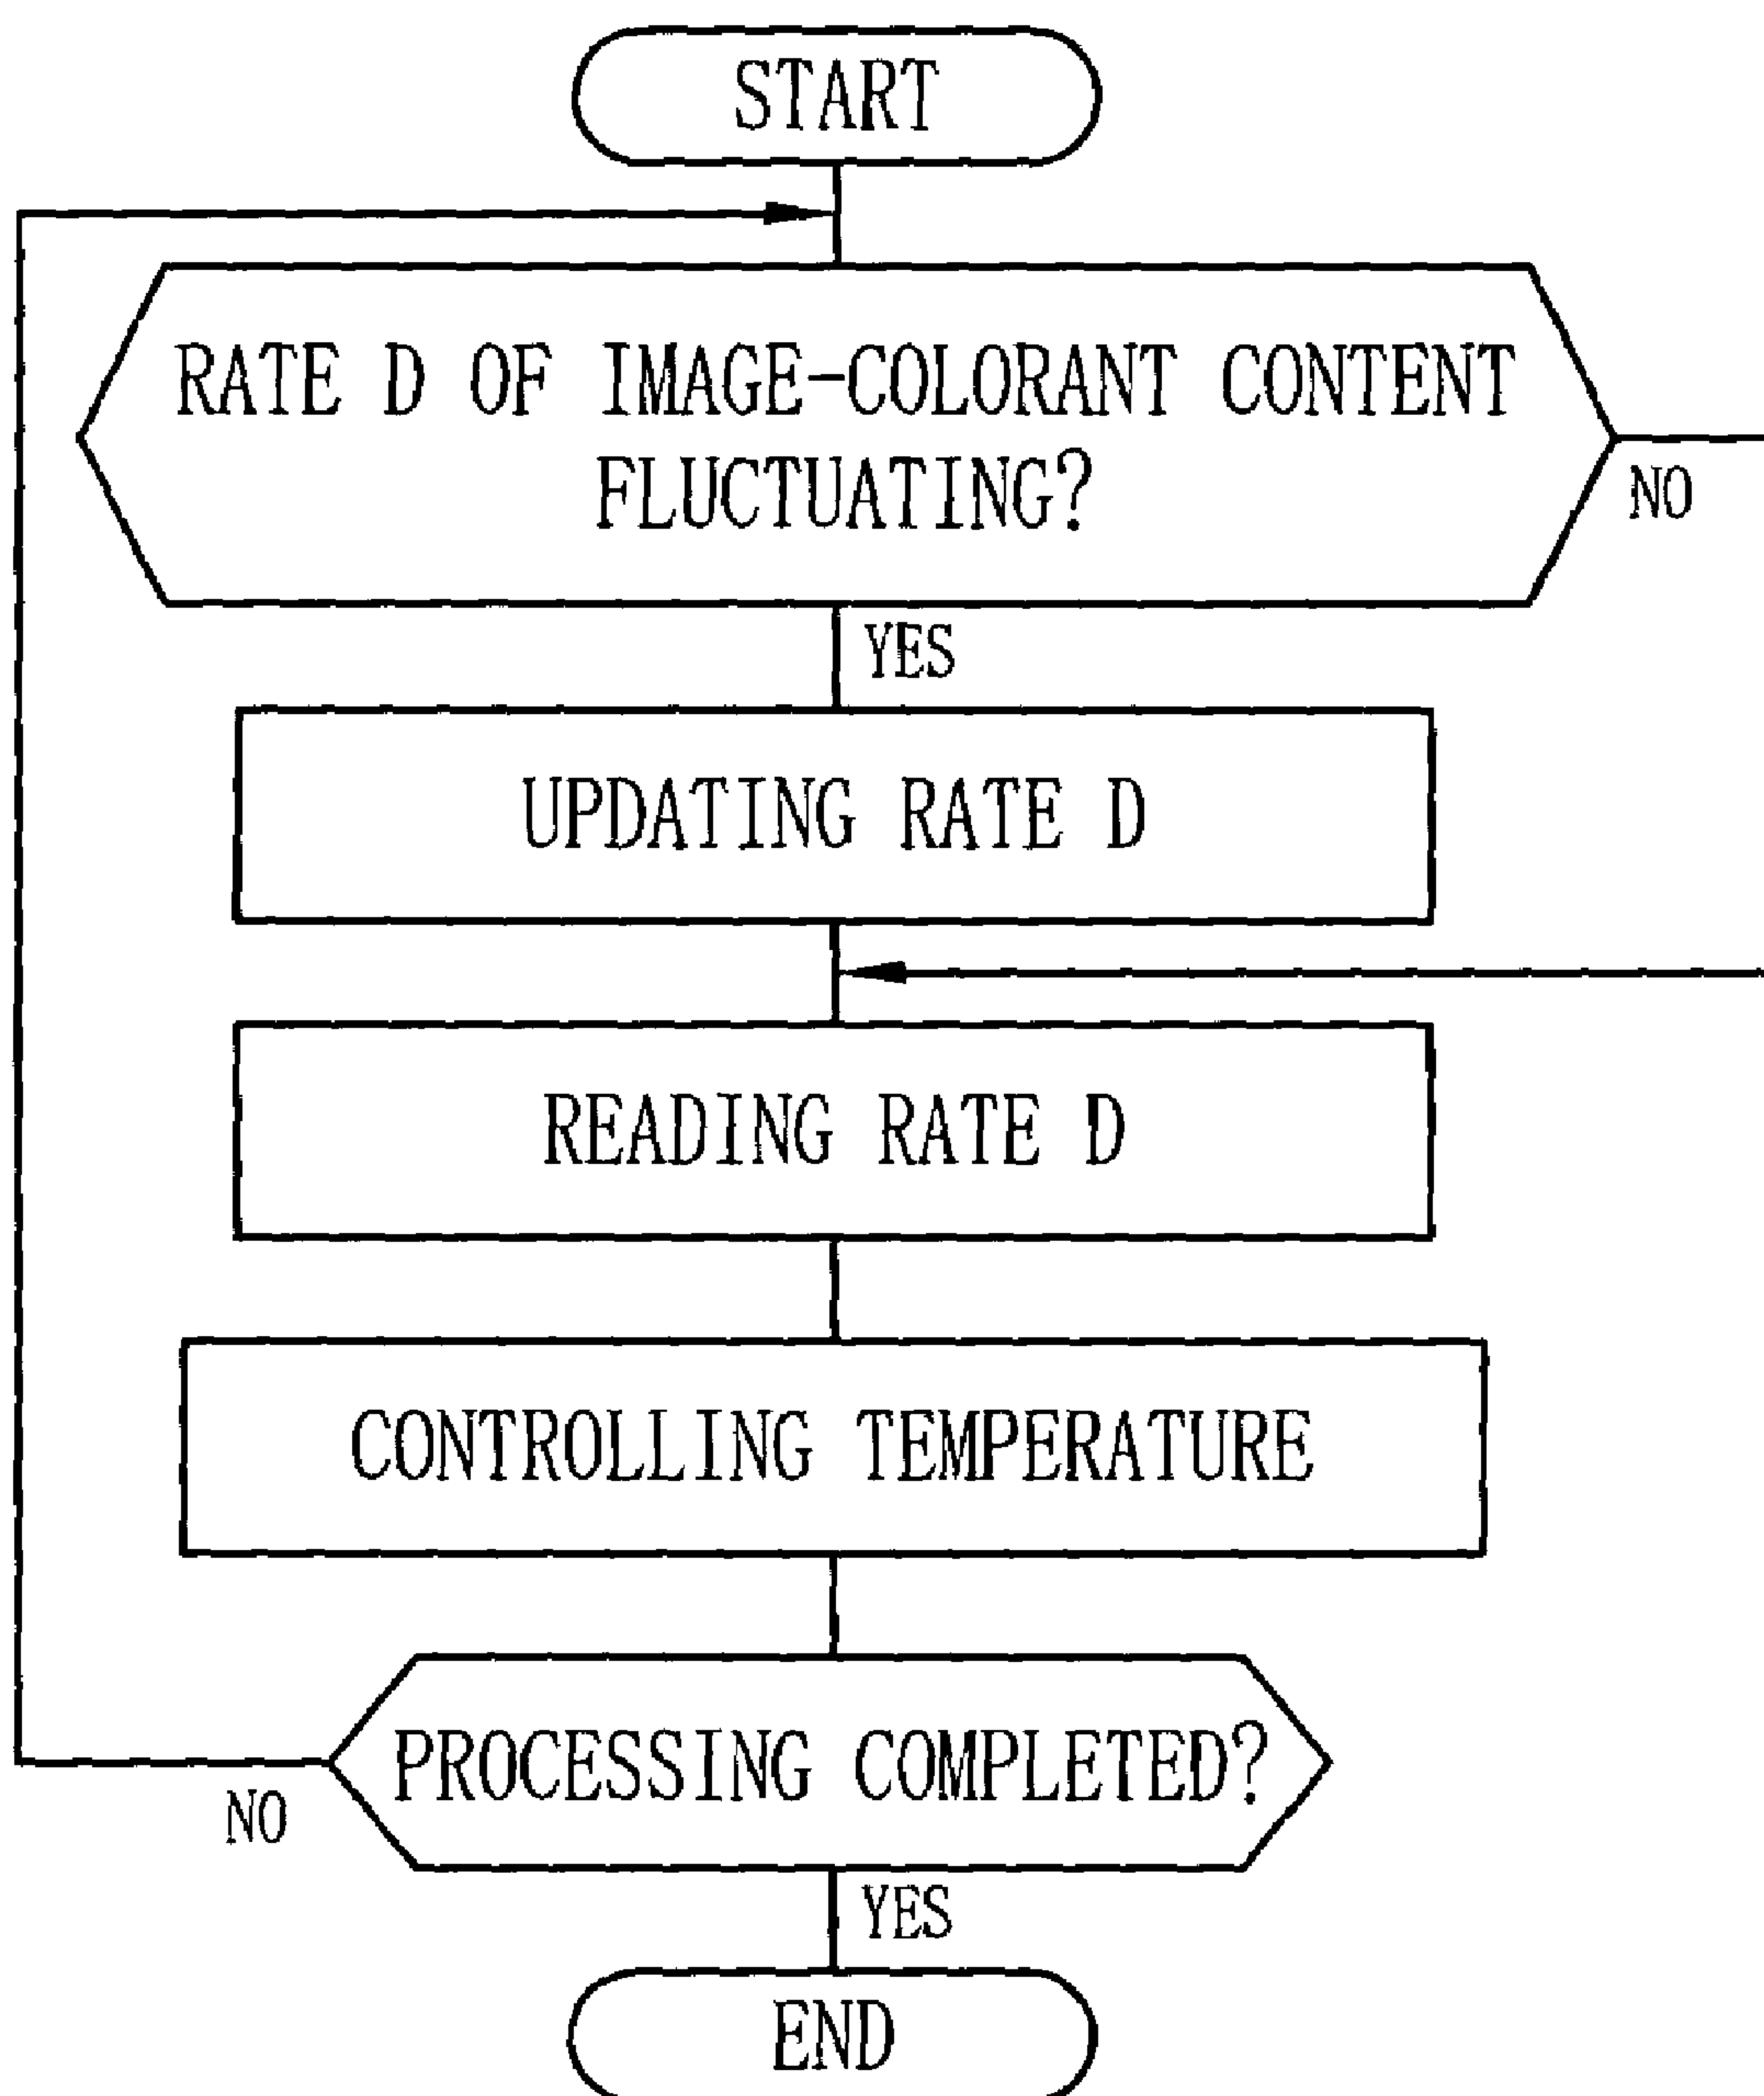 START
RATE D OF IMAGE-COLORANT CONTENT
FLUCTUATING?
NO
YES
UPDATING RATE D
READING RATE D
CONTROLLING TEMPERATURE
PROCESSING COMPLETED?
NO
YES
END